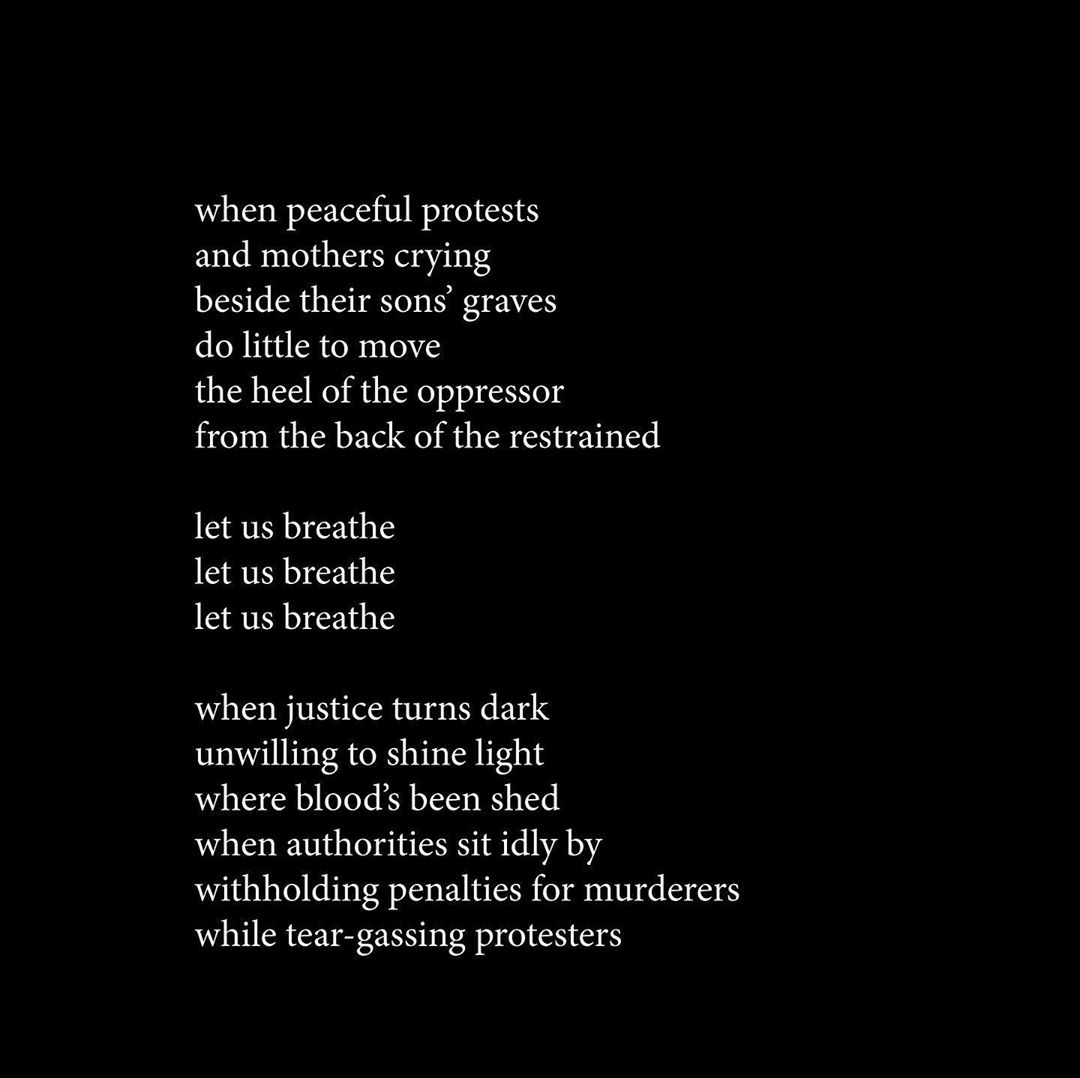 when peaceful protests
and mothers crying
beside their sons’ graves
do little to move
the heel of the oppressor
from the back of the restrained
let us breathe
let us breathe
let us breathe
when justice turns dark
unwilling to shine light
where blood’s been shed
when authorities sit idly by
withholding penalties for murderers
while tear-gassing protesters